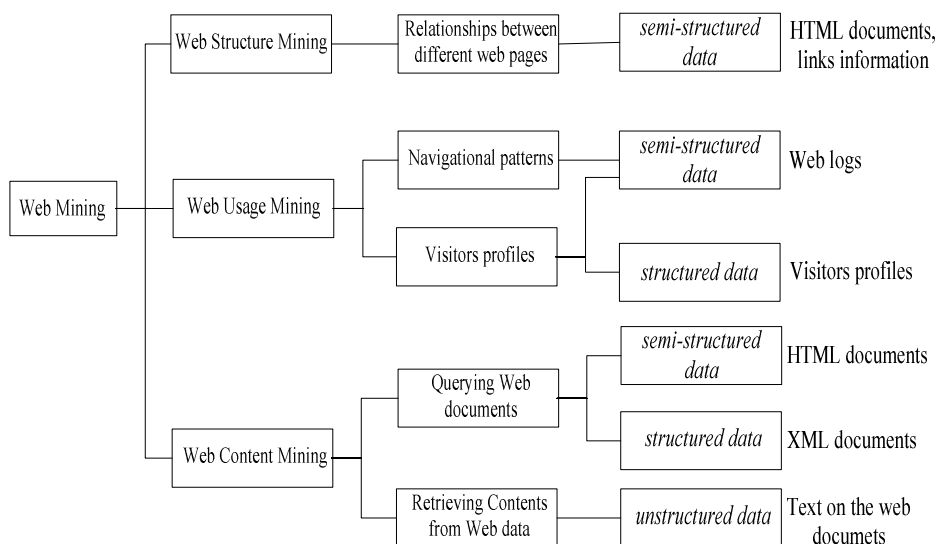 Web Structure Mining
Relationships between
different web pages
semi-structured
data
HTML documents,
links information
Web Mining
Web Usage Mining
Navigational patterns
semi-structured
data
Web logs
Visitors profiles
structured data
Visitors profiles
Web Content Mining
Querying Web
documents
semi-structured
data
HTML documents
structured data
XML documents
Retrieving Contents
from Web data
unstructured data
Text on the web
documets